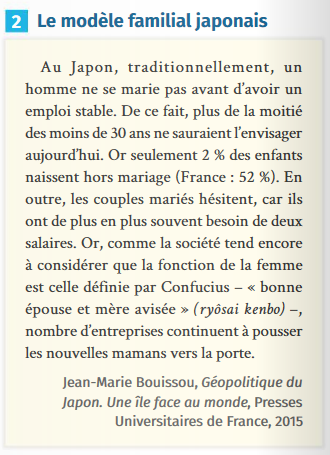 2 Le modèle familial japonais
Au Japon, traditionnellement, un
homme ne se marie pas avant d'avoir un
emploi stable. De ce fait, plus de la moitié
des moins de 30 ans ne sauraient l'envisager
aujourd'hui. Or seulement 2 % des enfants
naissent hors mariage (France : 52 %). En
outre, les couples mariés hésitent, car ils
ont de plus en plus souvent besoin de deux
salaires. Or, comme la société tend encore
à considérer que la fonction de la femme
est celle définie par Confucius – « bonne
épouse et mère avisée » (ryôsai kenbo) –,
nombre d'entreprises continuent à pousser
les nouvelles mamans vers la porte.
Jean-Marie Bouissou, Géopolitique du
Japon. Une île face au monde, Presses
Universitaires de France, 2015